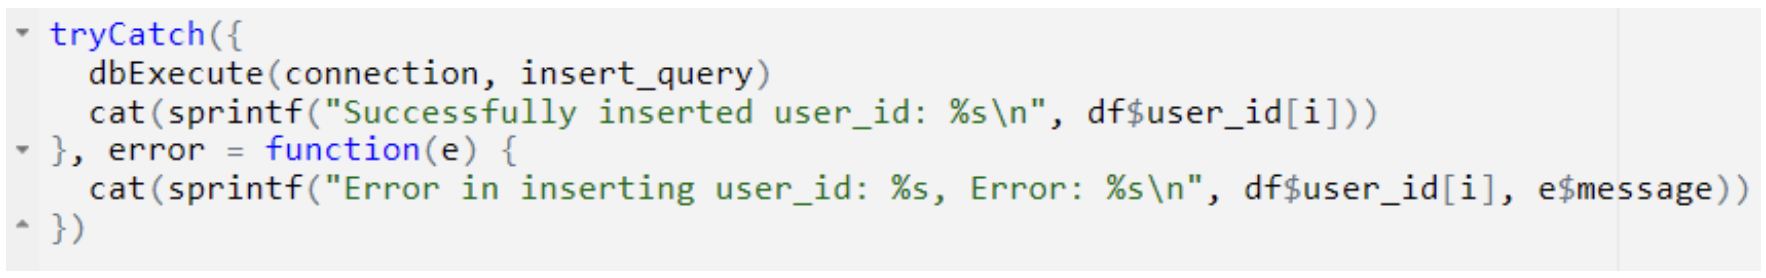 tryCatch({
  dbExecute(connection, insert_query)
  cat(sprintf("Successfully inserted user_id: %s\n", df$user_id[i]))
}, error = function(e) {
  cat(sprintf("Error in inserting user_id: %s, Error: %s\n", df$user_id[i], e$message))
})